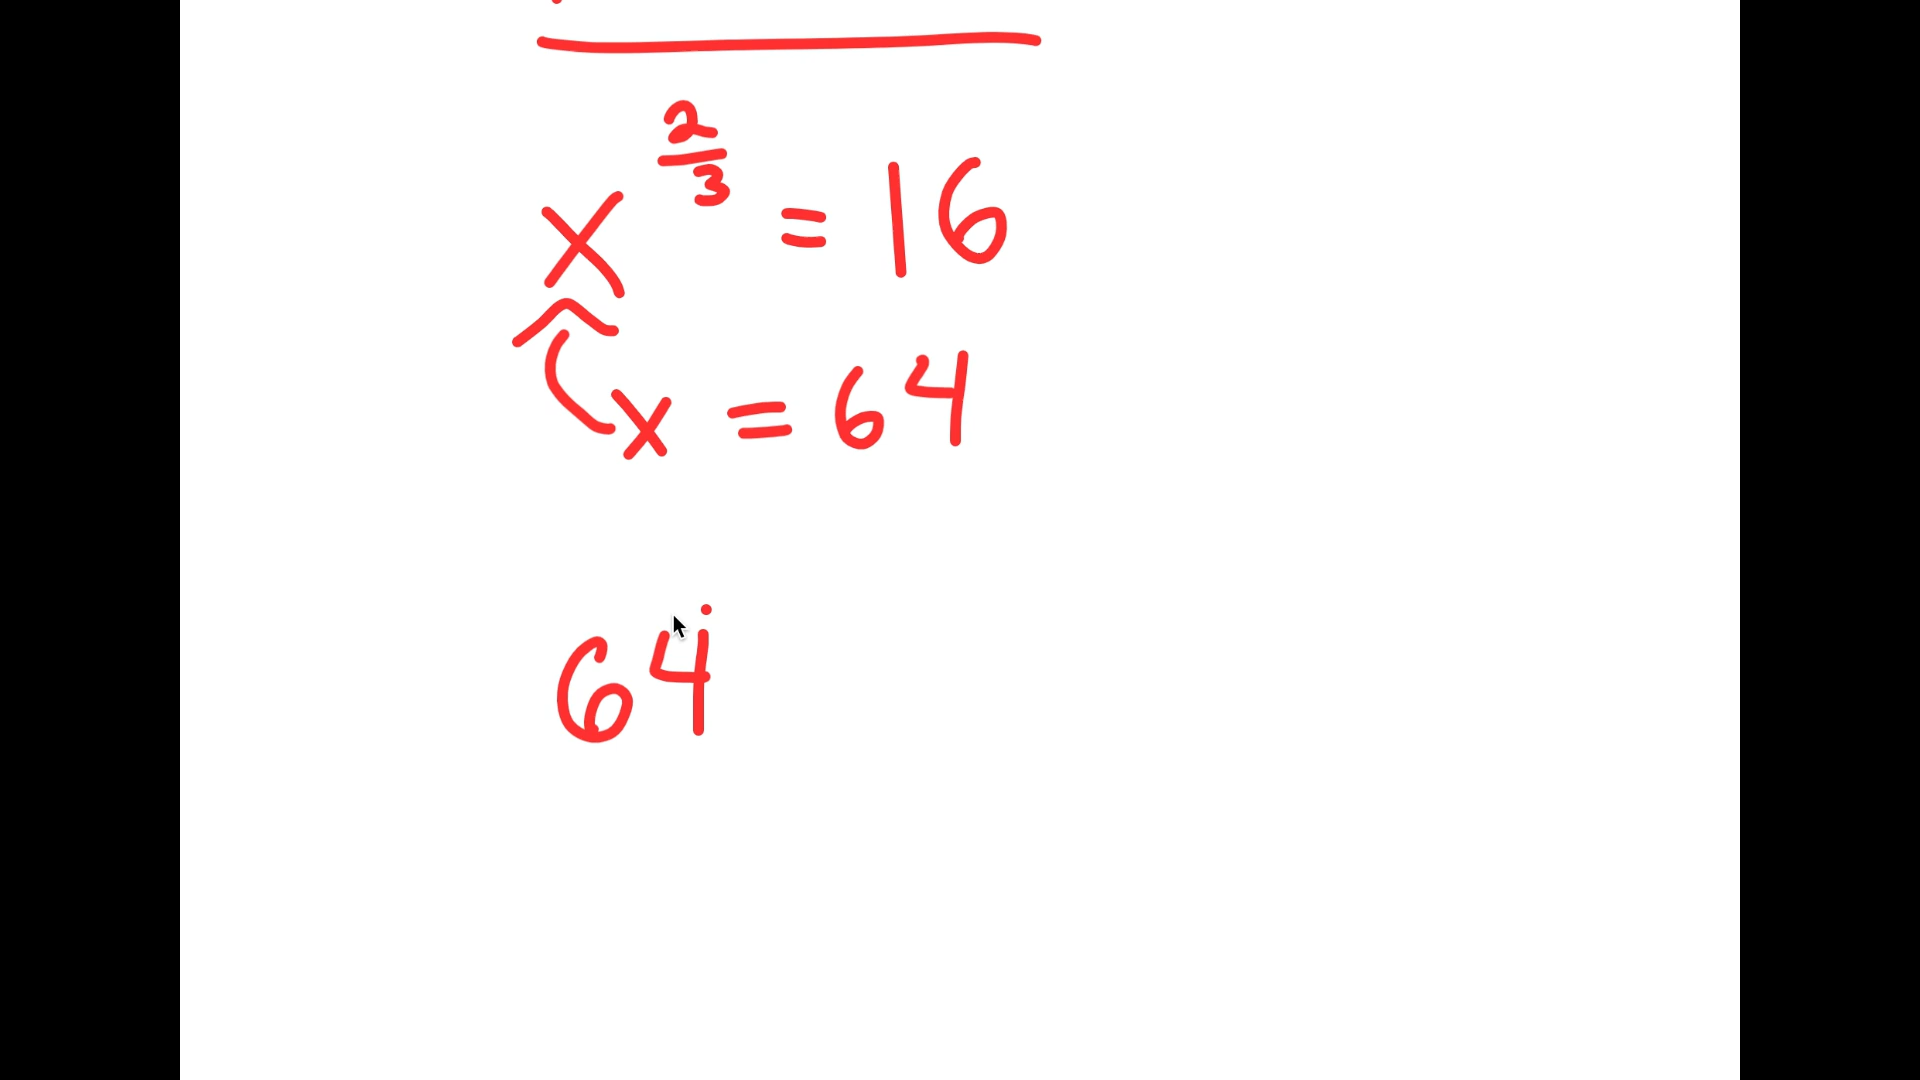 x^{2/3} = 16
x = 64
64